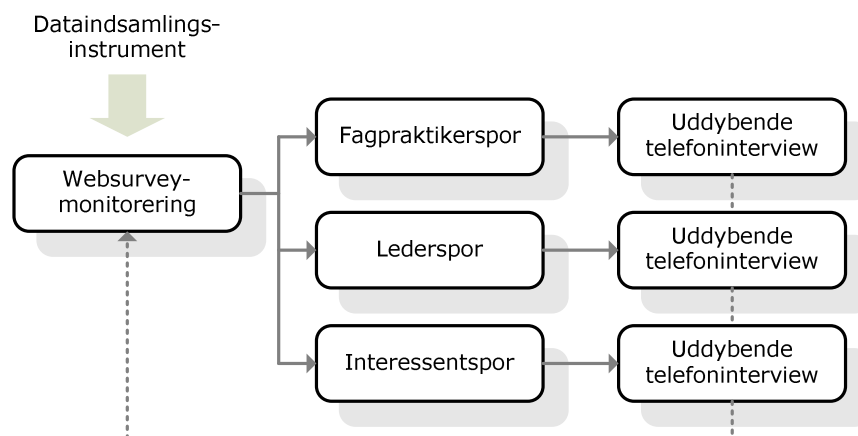 Dataindsamlings-
instrument
Websurvey-
monitorering
Fagpraktikerspor
Uddybende
telefoninterview
Lederspor
Uddybende
telefoninterview
Interessentspor
Uddybende
telefoninterview